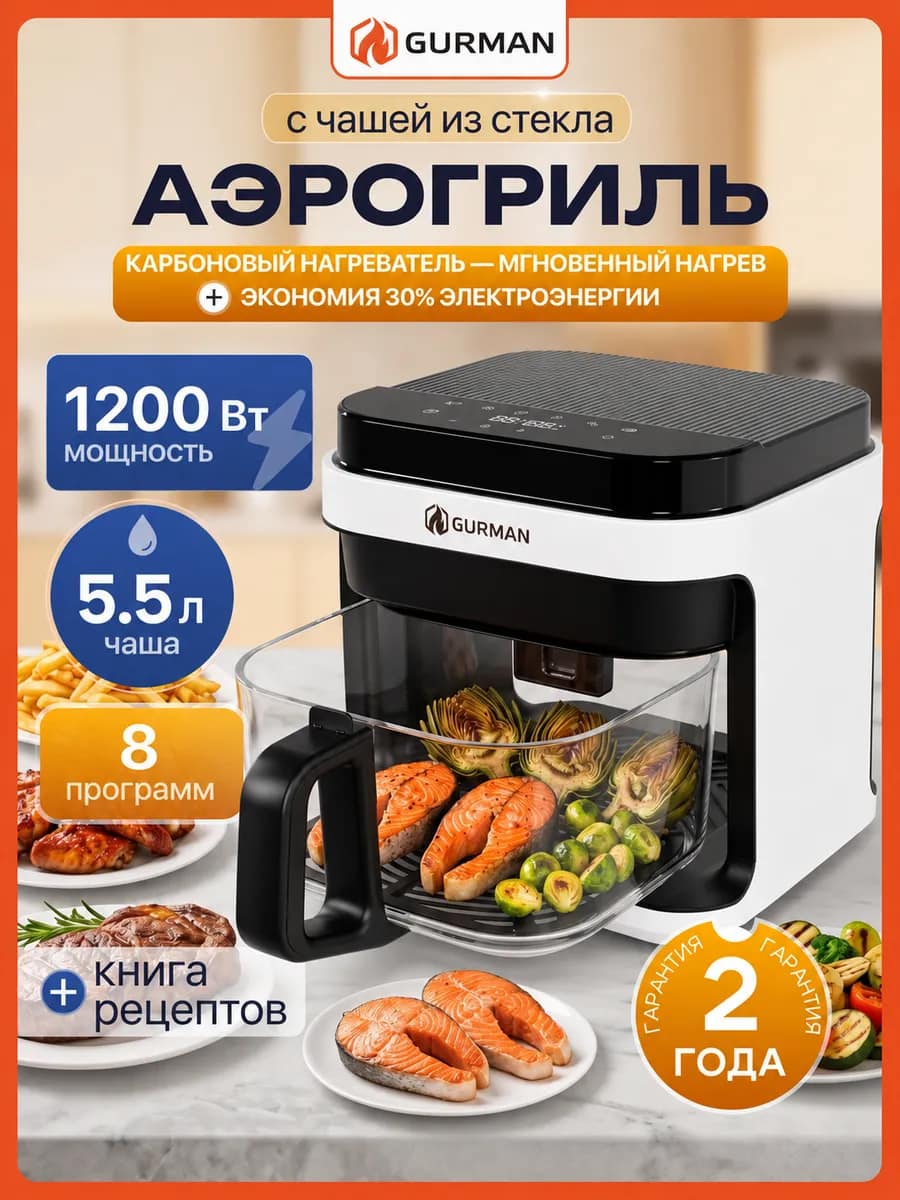 GURMAN
с чашей из стекла
АЭРОГРИЛЬ
КАРБОНОВЫЙ НАГРЕВАТЕЛЬ — МГНОВЕННЫЙ НАГРЕВ
+ ЭКОНОМИЯ 30% ЭЛЕКТРОЭНЕРГИИ
1200 Вт
мощность
GURMAN
5.5 л
чаша
8
программ
+ книга
рецептов
ГАРАНТИЯ ГАРАНТИЯ
2
ГОДА